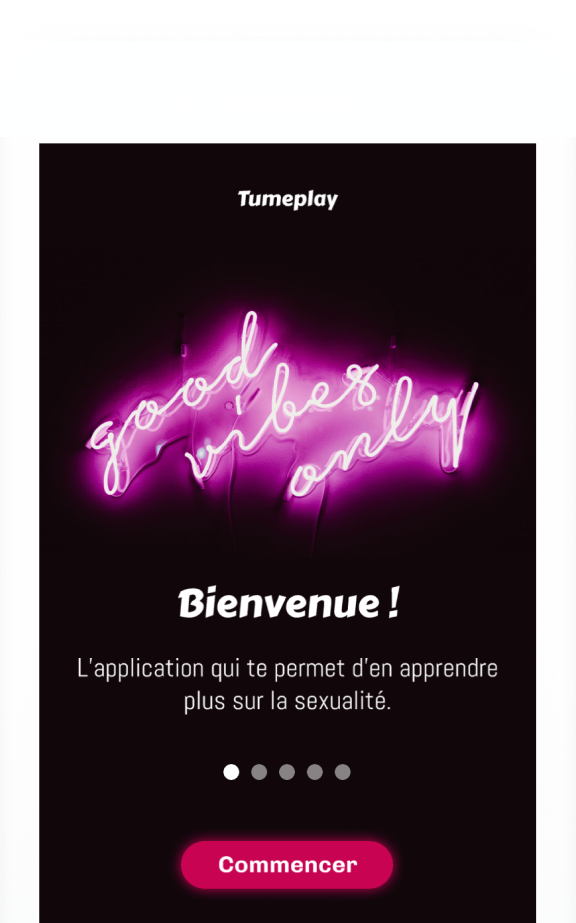 Tumeplay
good
vibes
only
Bienvenue !
L'application qui te permet d'en apprendre
plus sur la sexualité.
Commencer